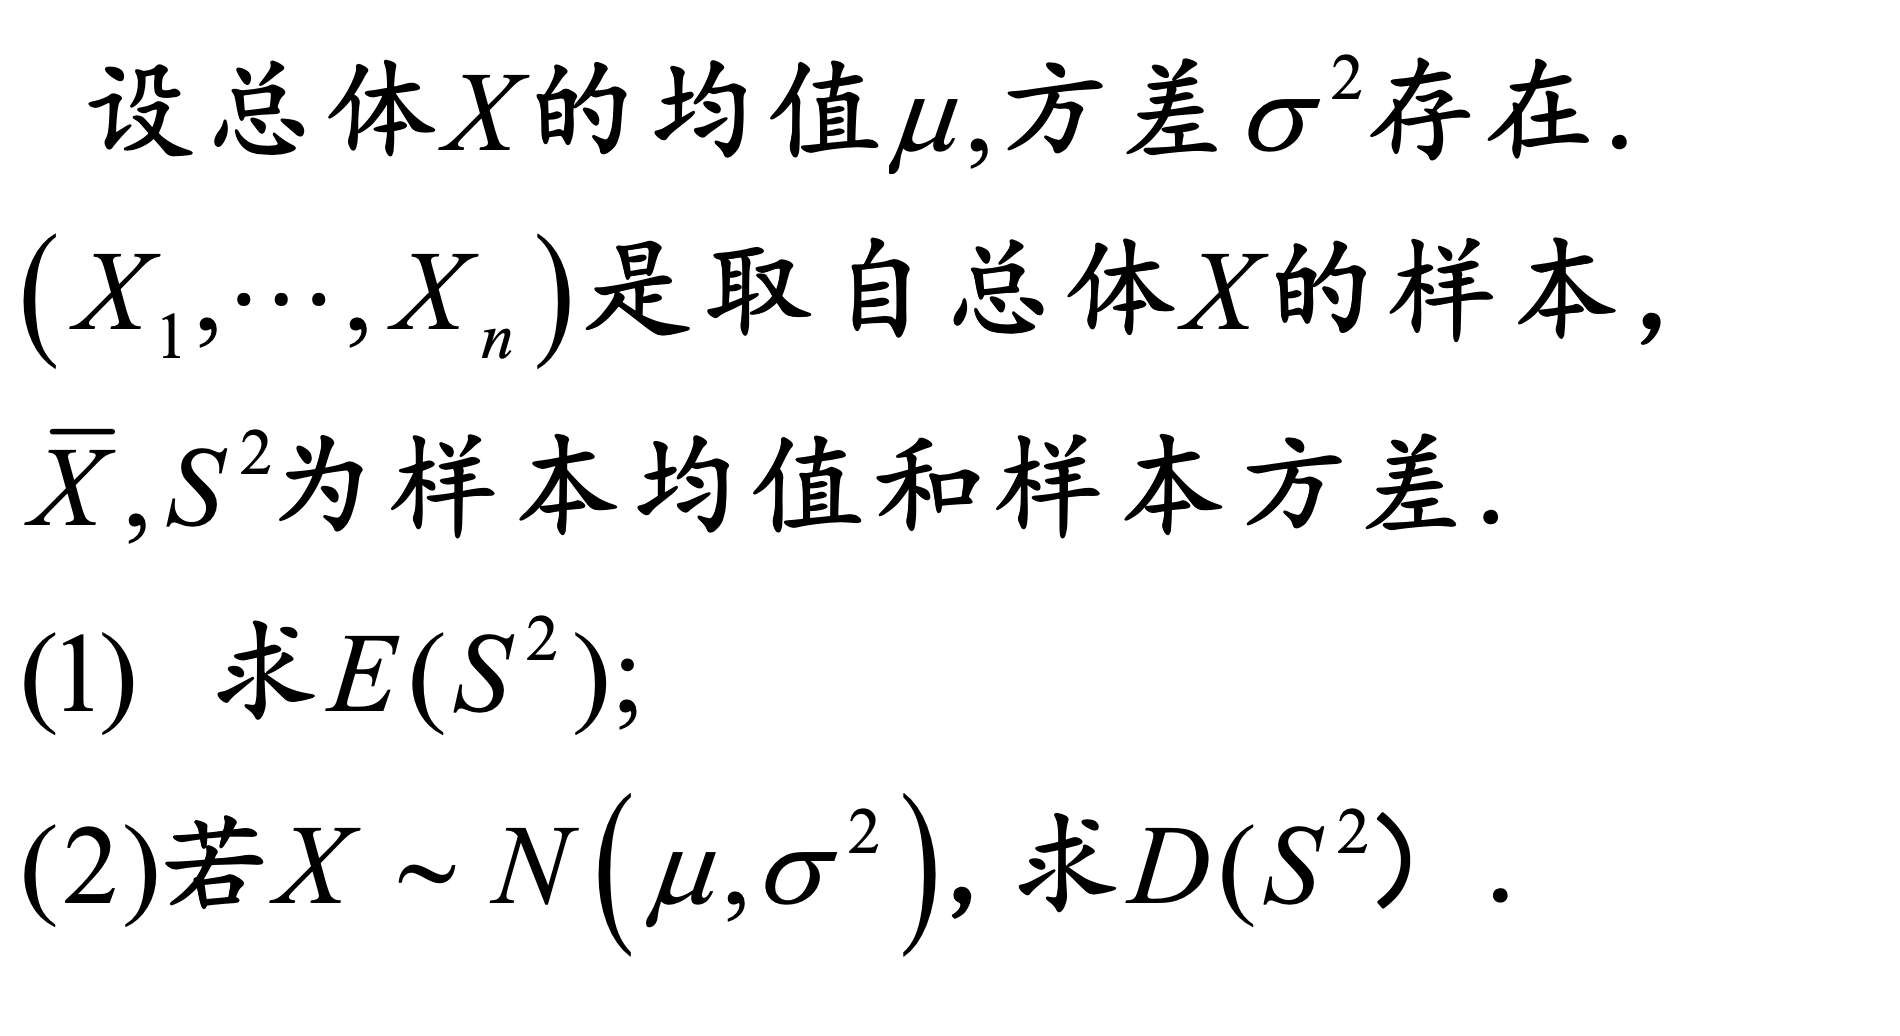 设总体X的均值μ,方差σ²存在.
(X₁,⋯,Xₙ)是取自总体X的样本，
X̄,S²为样本均值和样本方差.
(1) 求E(S²);
(2)若X ~ N(μ,σ²)，求D(S²）.